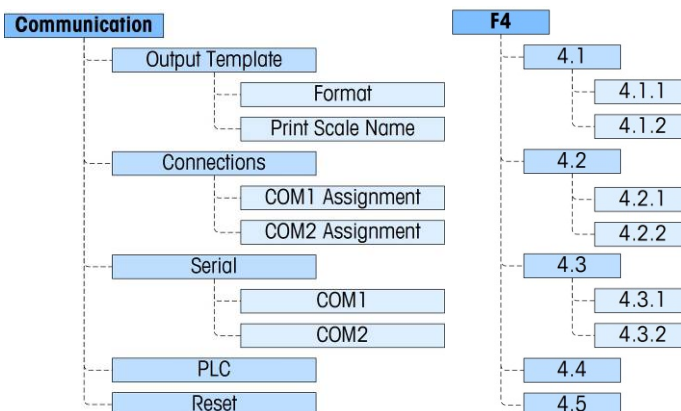 Communication
Output Template
Format
Print Scale Name
Connections
COM1 Assignment
COM2 Assignment
Serial
COM1
COM2
PLC
Reset
F4
4.1
4.1.1
4.1.2
4.2
4.2.1
4.2.2
4.3
4.3.1
4.3.2
4.4
4.5